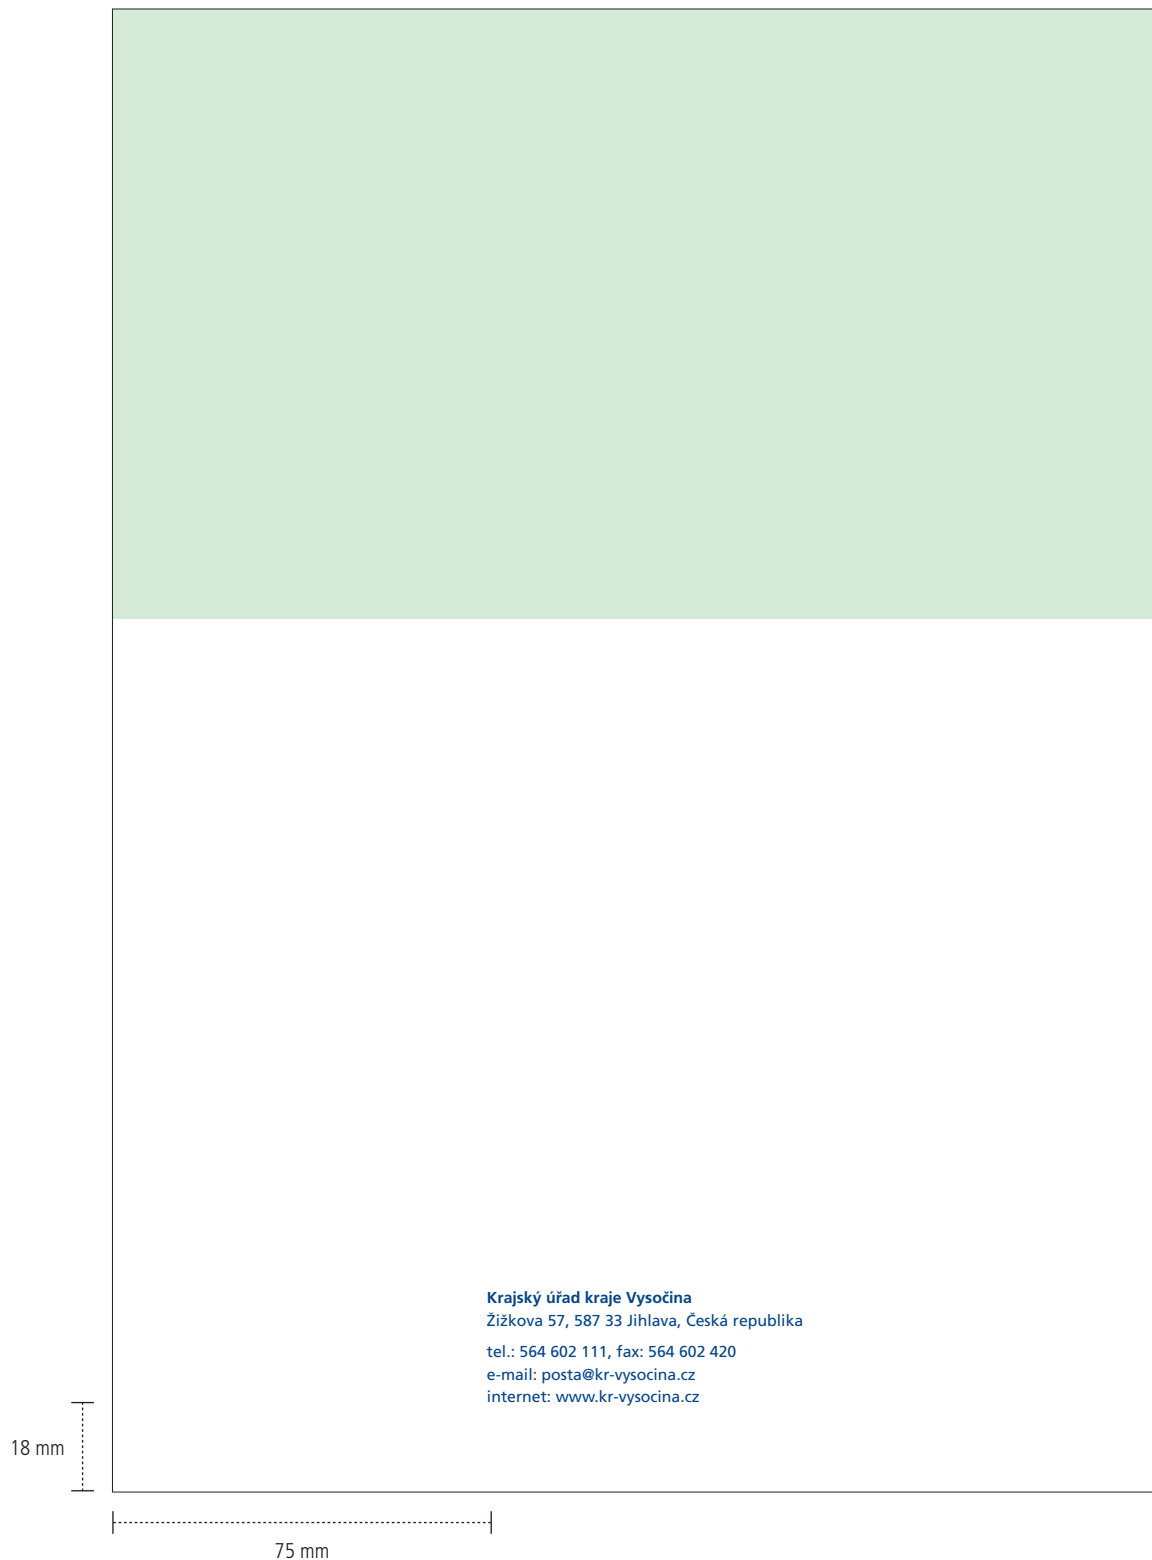 Krajský úřad kraje Vysočina
Žižkova 57, 587 33 Jihlava, Česká republika
tel.: 564 602 111, fax: 564 602 420
e-mail: posta@kr-vysocina.cz
internet: www.kr-vysocina.cz
18 mm
75 mm